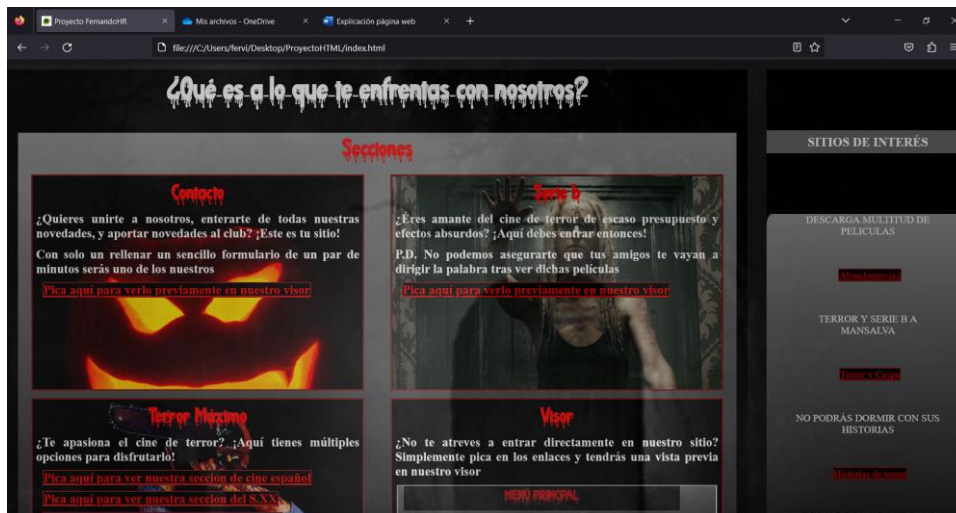 Proyecto FernandoHR
Mis archivos - OneDrive
Explicación página web
file:///C:/Users/fervi/Desktop/ProyectoHTML/index.html
¿Qué es a lo que te enfrentas con nosotros?
Secciones
Contacto
¿Quieres unirte a nosotros, enterarte de todas nuestras
novedades, y aportar novedades al club? ¡Este es tu sitio!
Con solo un rellenar un sencillo formulario de un par de
minutos serás uno de los nuestros
Pica aquí para verlo previamente en nuestro visor
Serie b
¿Eres amante del cine de terror de escaso presupuesto y
efectos absurdos? ¡Aquí debes entrar entonces!
P.D. No podemos asegurarte que tus amigos te vayan a
dirigir la palabra tras ver dichas películas
Pica aquí para verlo previamente en nuestro visor
Terror Máximo
¿Te apasiona el cine de terror? ¡Aquí tienes múltiples
opciones para disfrutarlo!
Pica aquí para ver nuestra sección de cine español
Pica aquí para ver nuestra sección del S.XX
Visor
¿No te atreves a entrar directamente en nuestro sitio?
Simplemente pica en los enlaces y tendrás una vista previa
en nuestro visor
MENÚ PRINCIPAL
SITIOS DE INTERÉS
DESCARGA MULTITUD DE
PELICULAS
TERROR Y SERIE B A
MANSALVA
Terror y Caspa
NO PODRÁS DORMIR CON SUS
HISTORIAS
Historias de terror